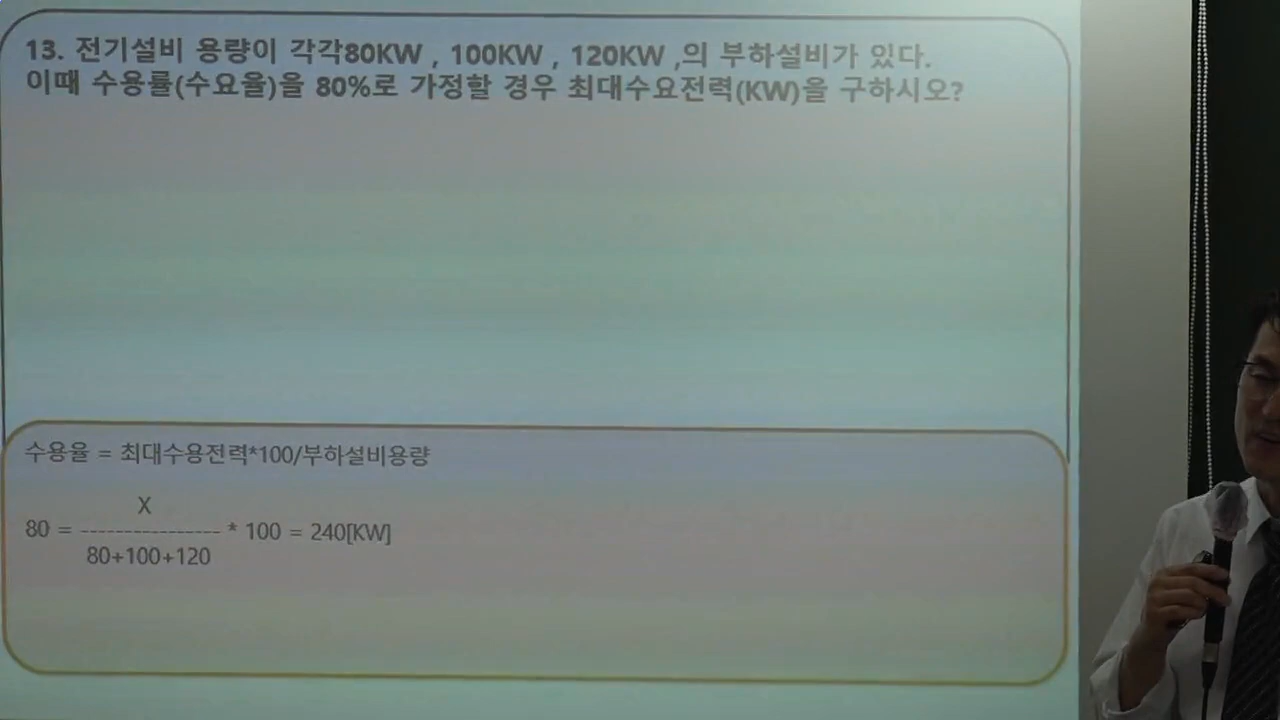 13. 전기설비 용량이 각각80KW , 100KW , 120KW ,의 부하설비가 있다.
이때 수용률(수요율)을 80%로 가정할 경우 최대수요전력(KW)을 구하시오?
수용율 = 최대수용전력*100/부하설비용량
X
80 = ---------------- * 100 = 240[KW]
80+100+120